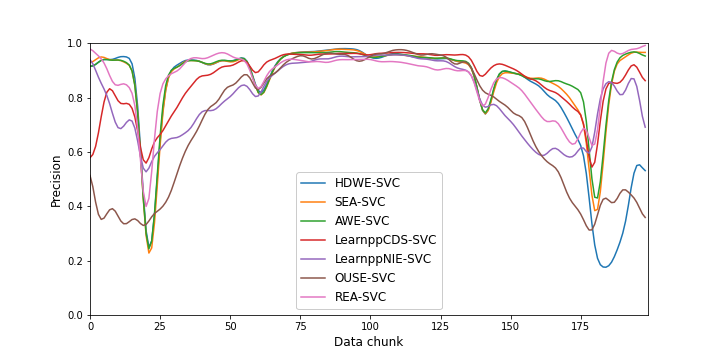 1.0
0.8
0.6
0.4
0.2
0.0
Precision
HDWE-SVC
SEA-SVC
AWE-SVC
LearnppCDS-SVC
LearnppNIE-SVC
OUSE-SVC
REA-SVC
0 25 50 75 100 125 150 175
Data chunk